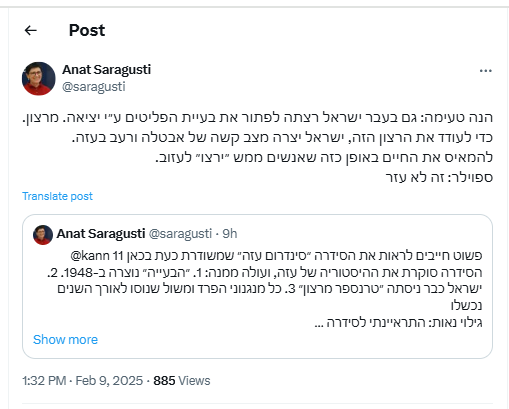 Post
Anat Saragusti
@saragusti
הנה טעימה: גם בעבר ישראל רצתה לפתור את בעיית הפליטים ע״י יציאה. מרצון.
כדי לעודד את הרצון הזה, ישראל יצרה מצב קשה של אבטלה ורעב בעזה.
להמאיס את החיים באופן כזה שאנשים ממש ״ירצו״ לעזוב.
ספוילר: זה לא עזר
Translate post
Anat Saragusti @saragusti · 9h
פשוט חייבים לראות את הסידרה ״סינדרום עזה״ שמשודרת כעת בכאן 11 @kann
הסידרה סוקרת את ההיסטוריה של עזה, ועולה ממנה: 1. ״הבעייה״ נוצרה ב-1948. 2.
ישראל כבר ניסתה ״טרנספר מרצון״ 3. כל מנגנוני הפרד ומשול שנוסו לאורך השנים
נכשלו
גילוי נאות: התראיינתי לסידרה ...
Show more
1:32 PM · Feb 9, 2025 · 885 Views